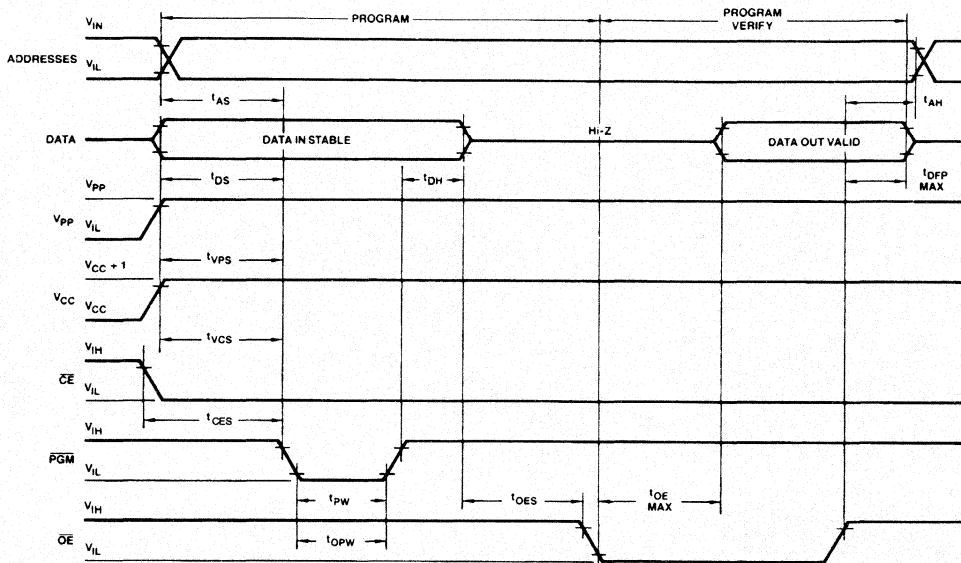 PROGRAM
PROGRAM
VERIFY
VIN
ADDRESSES
VIL
tAS
tAH
DATA
DATA IN STABLE
Hi-Z
DATA OUT VALID
tDS
tDH
tDFP
MAX
VPP
VPP
VIL
tVPS
VCC + 1
VCC
VCC
tVCS
VIH
CE
VIL
tCES
VIH
PGM
VIL
tPW
tOES
tOE
MAX
VIH
tOPW
OE
VIL